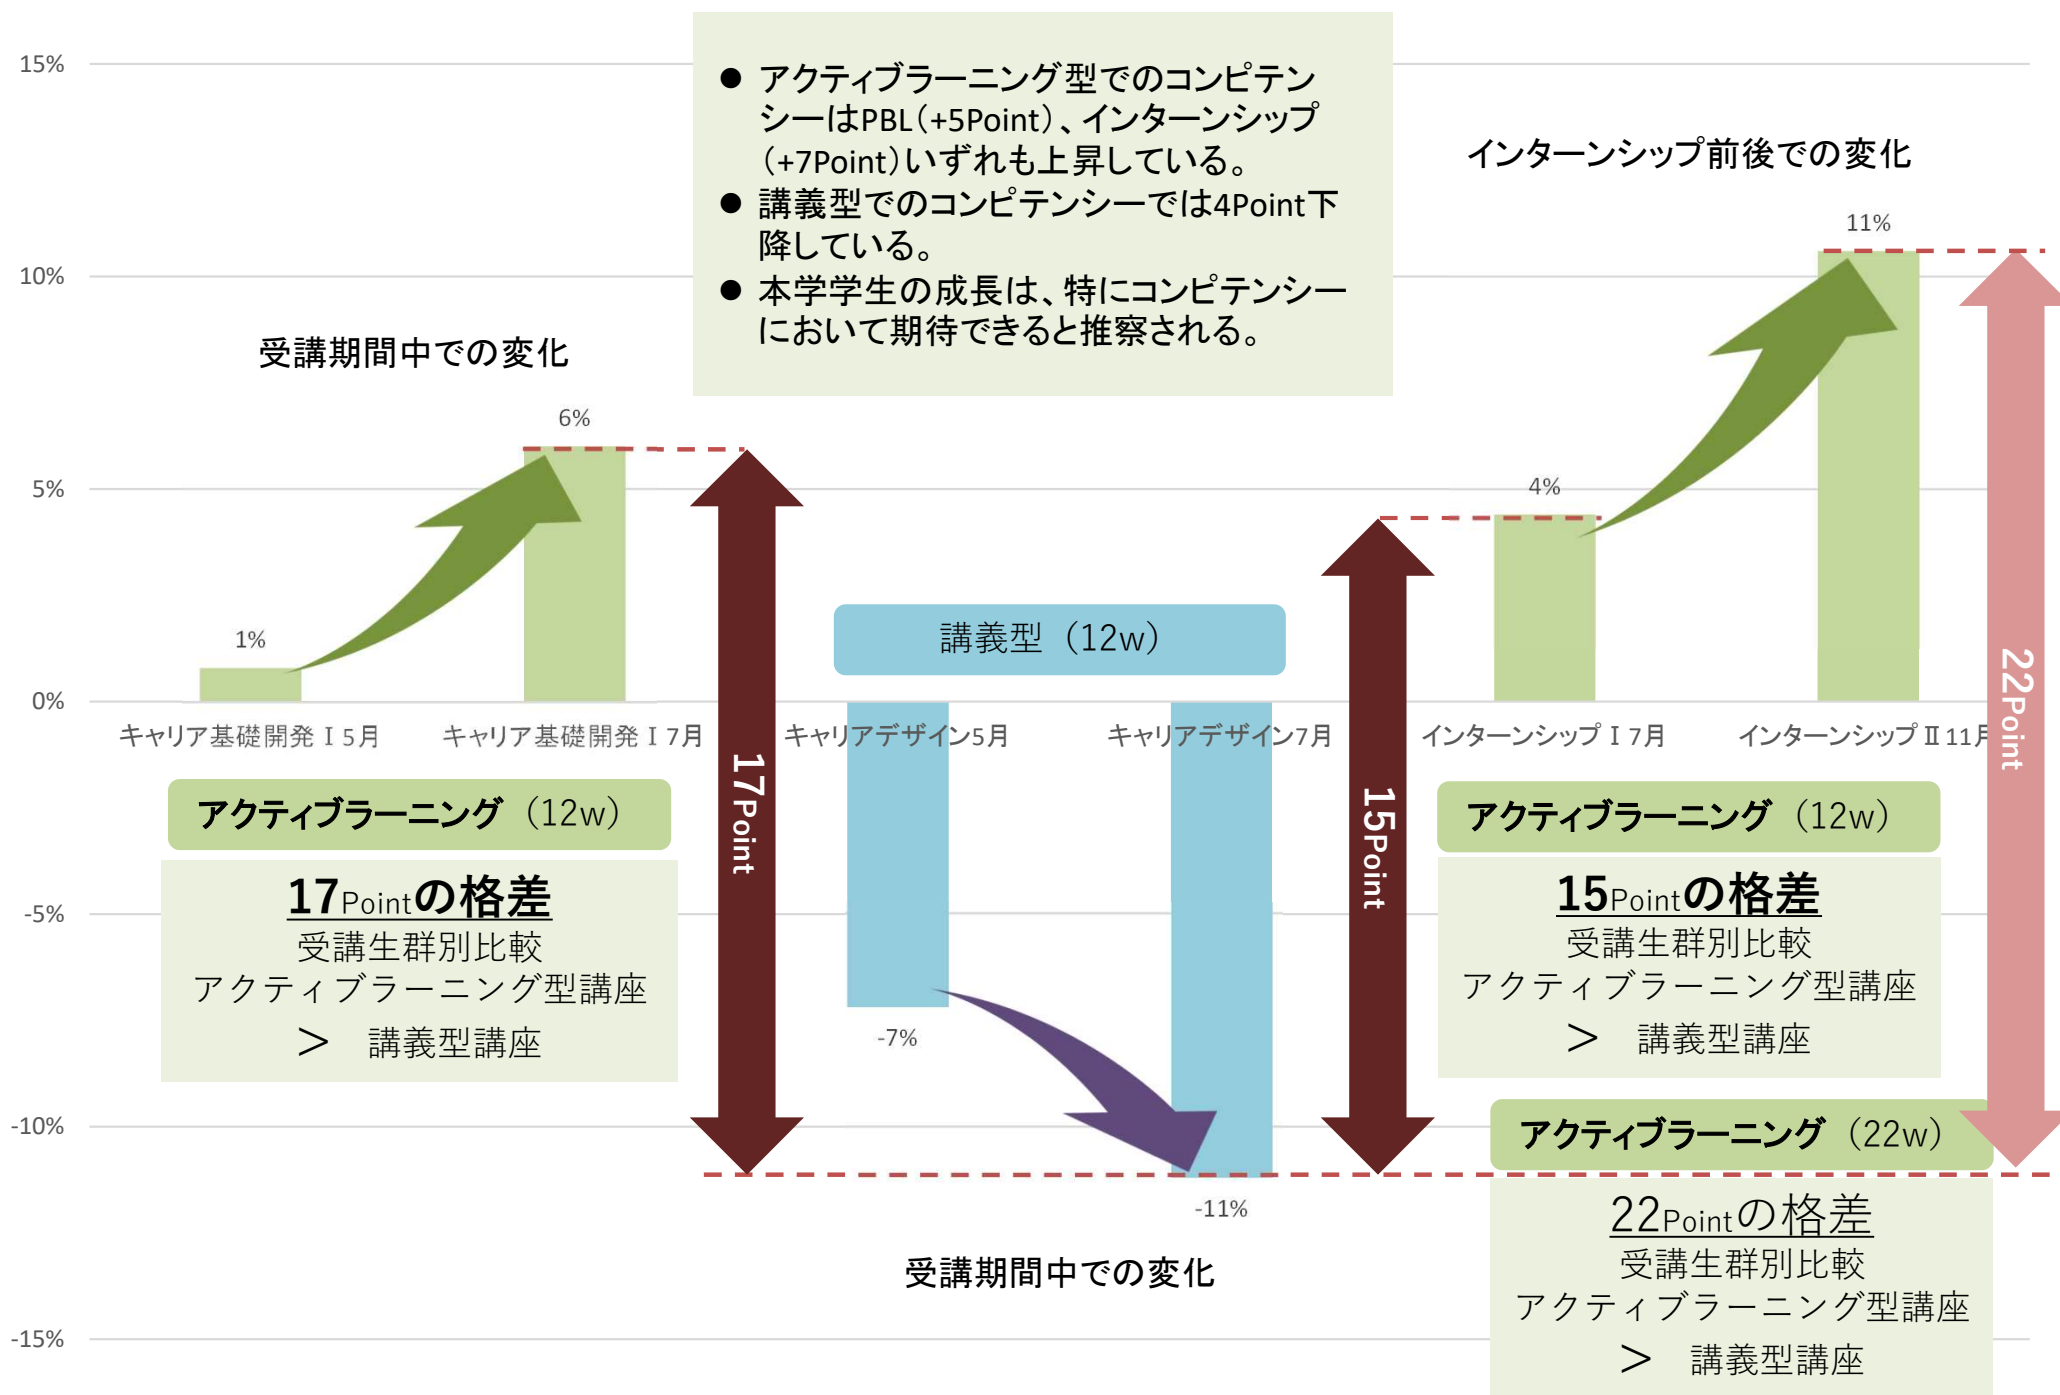 ● アクティブラーニング型でのコンピテン
シーはPBL（+5Point）、インターンシップ
（+7Point）いずれも上昇している。
● 講義型でのコンピテンシーでは4Point下
降している。
● 本学学生の成長は、特にコンピテンシー
において期待できると推察される。
15%
10%
5%
0%
-5%
-10%
-15%
受講期間中での変化
インターンシップ前後での変化
1%
6%
-7%
-11%
4%
11%
講義型（12w）
キャリア基礎開発Ⅰ5月
キャリア基礎開発Ⅰ7月
キャリアデザイン5月
キャリアデザイン7月
インターンシップⅠ7月
インターンシップⅡ11月
17Point
15Point
22Point
アクティブラーニング（12w）
17Pointの格差
受講生群別比較
アクティブラーニング型講座
＞ 講義型講座
アクティブラーニング（12w）
15Pointの格差
受講生群別比較
アクティブラーニング型講座
＞ 講義型講座
アクティブラーニング（22w）
22Pointの格差
受講生群別比較
アクティブラーニング型講座
＞ 講義型講座
受講期間中での変化